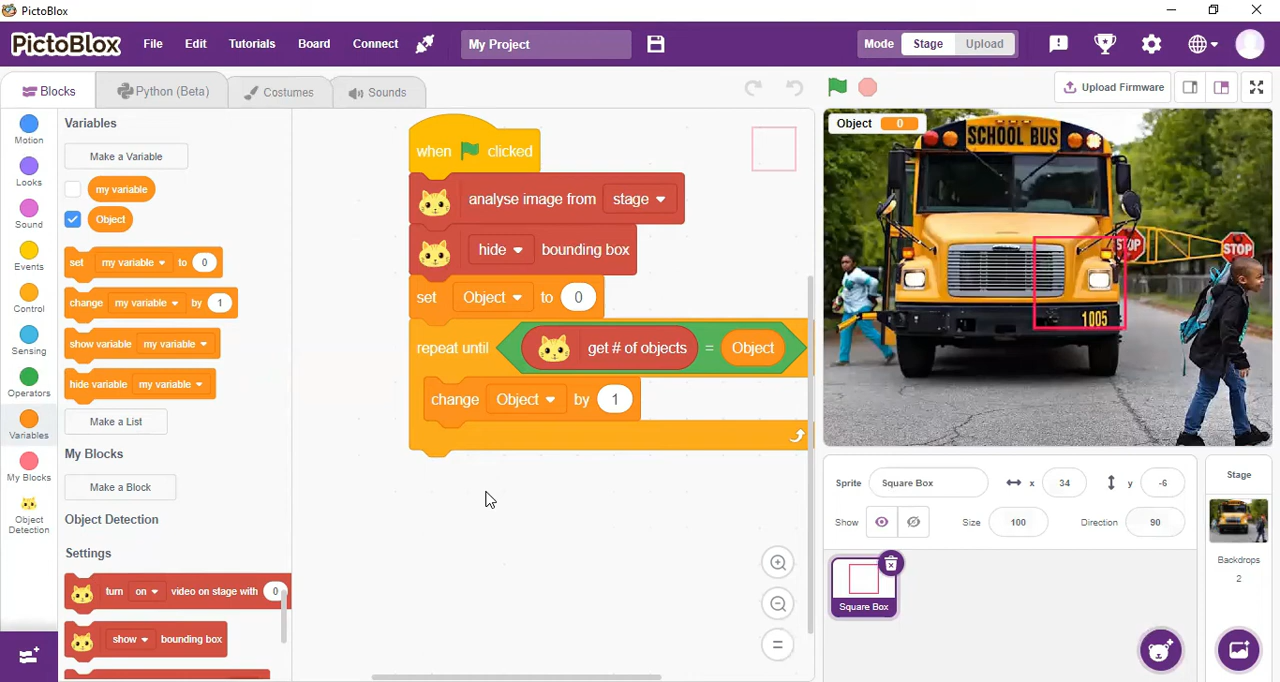 PictoBlox
PictoBlox File Edit Tutorials Board Connect My Project Mode Stage Upload
Blocks Python (Beta) Costumes Sounds Upload Firmware
Motion
Looks
Sound
Events
Control
Sensing
Operators
Variables
My Blocks
Object
Detection
Variables
Make a Variable
my variable
Object
set my variable to 0
change my variable by 1
show variable my variable
hide variable my variable
Make a List
My Blocks
Make a Block
Object Detection
Settings
turn on video on stage with 0
show bounding box
when clicked
analyse image from stage
hide bounding box
set Object to 0
repeat until get # of objects = Object
change Object by 1
Object 0
SCHOOL BUS
STOP
STOP
1005
Sprite Square Box x 34 y -6
Show Size 100 Direction 90
Square Box
Stage
Backdrops
2